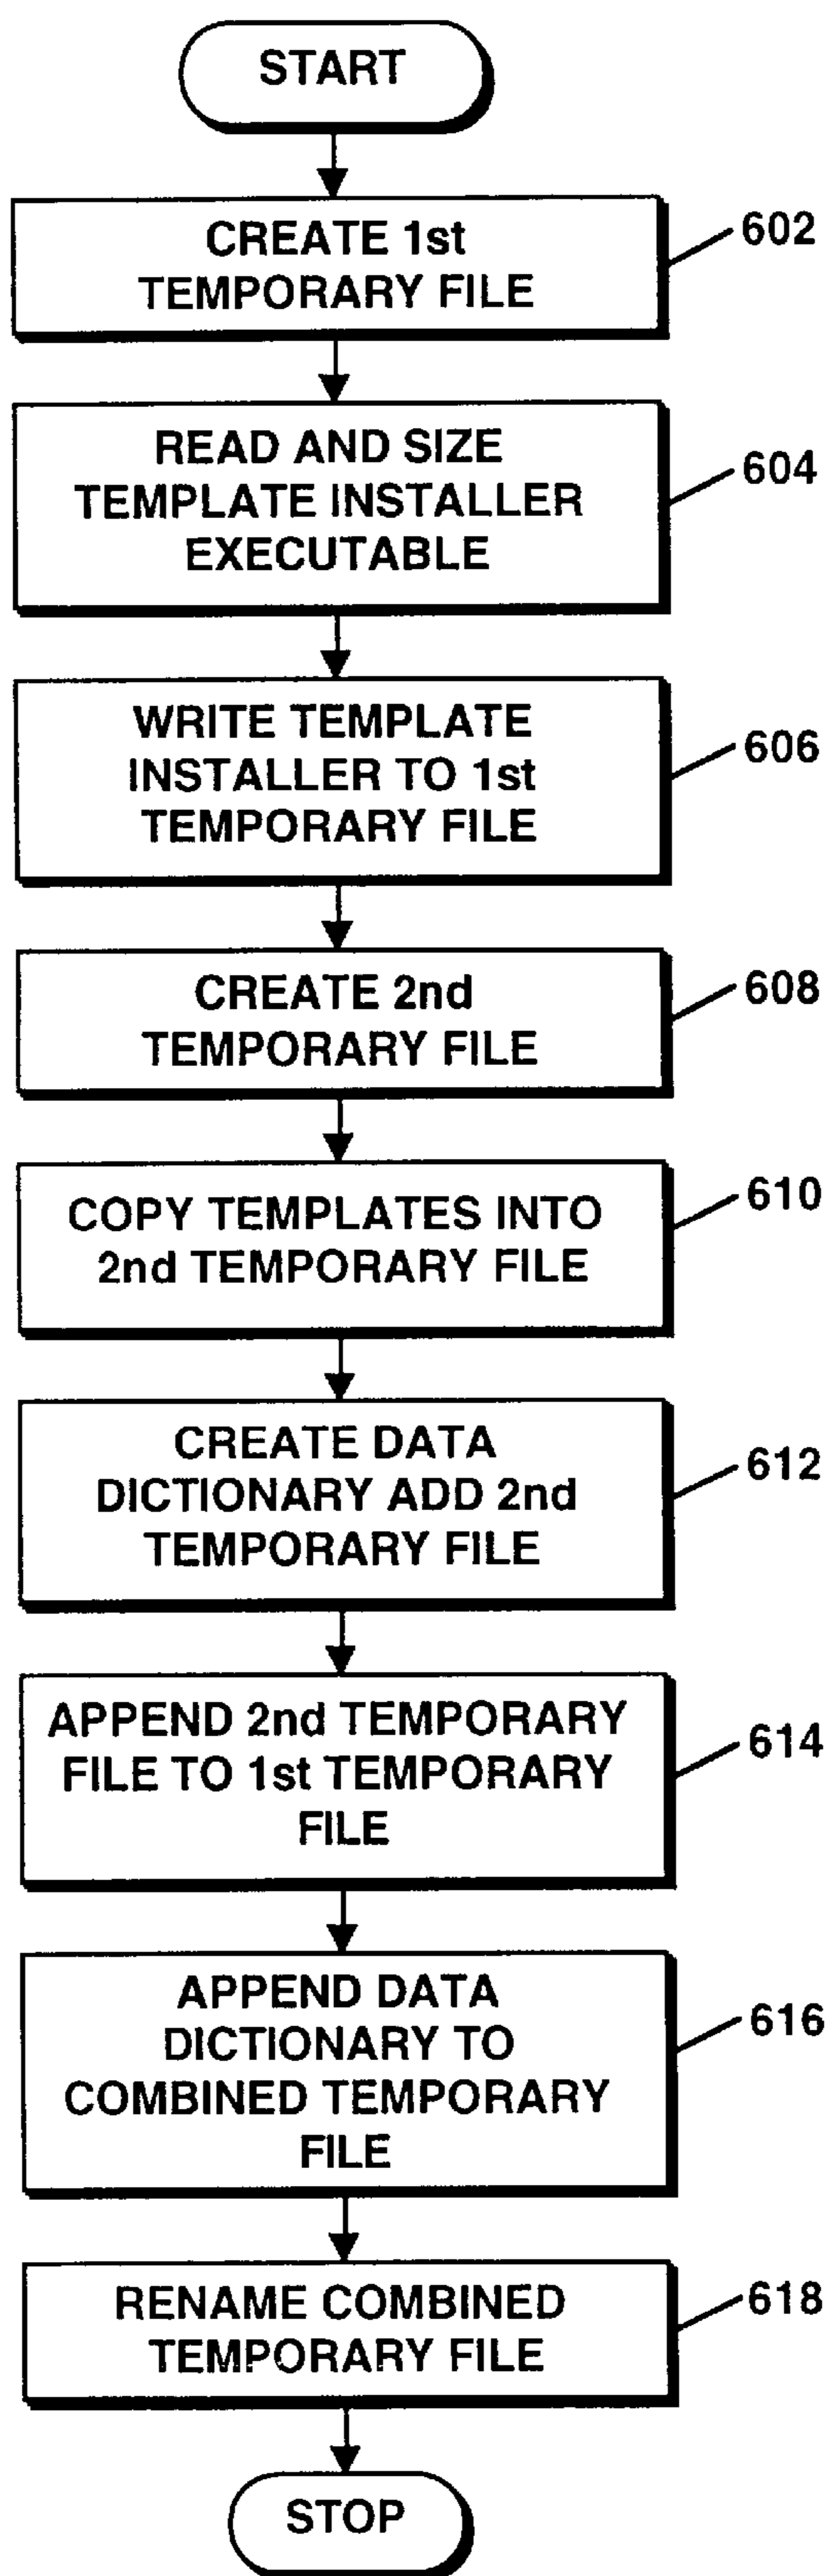 START
CREATE 1st
TEMPORARY FILE
602
READ AND SIZE
TEMPLATE INSTALLER
EXECUTABLE
604
WRITE TEMPLATE
INSTALLER TO 1st
TEMPORARY FILE
606
CREATE 2nd
TEMPORARY FILE
608
COPY TEMPLATES INTO
2nd TEMPORARY FILE
610
CREATE DATA
DICTIONARY ADD 2nd
TEMPORARY FILE
612
APPEND 2nd TEMPORARY
FILE TO 1st TEMPORARY
FILE
614
APPEND DATA
DICTIONARY TO
COMBINED TEMPORARY
FILE
616
RENAME COMBINED
TEMPORARY FILE
618
STOP